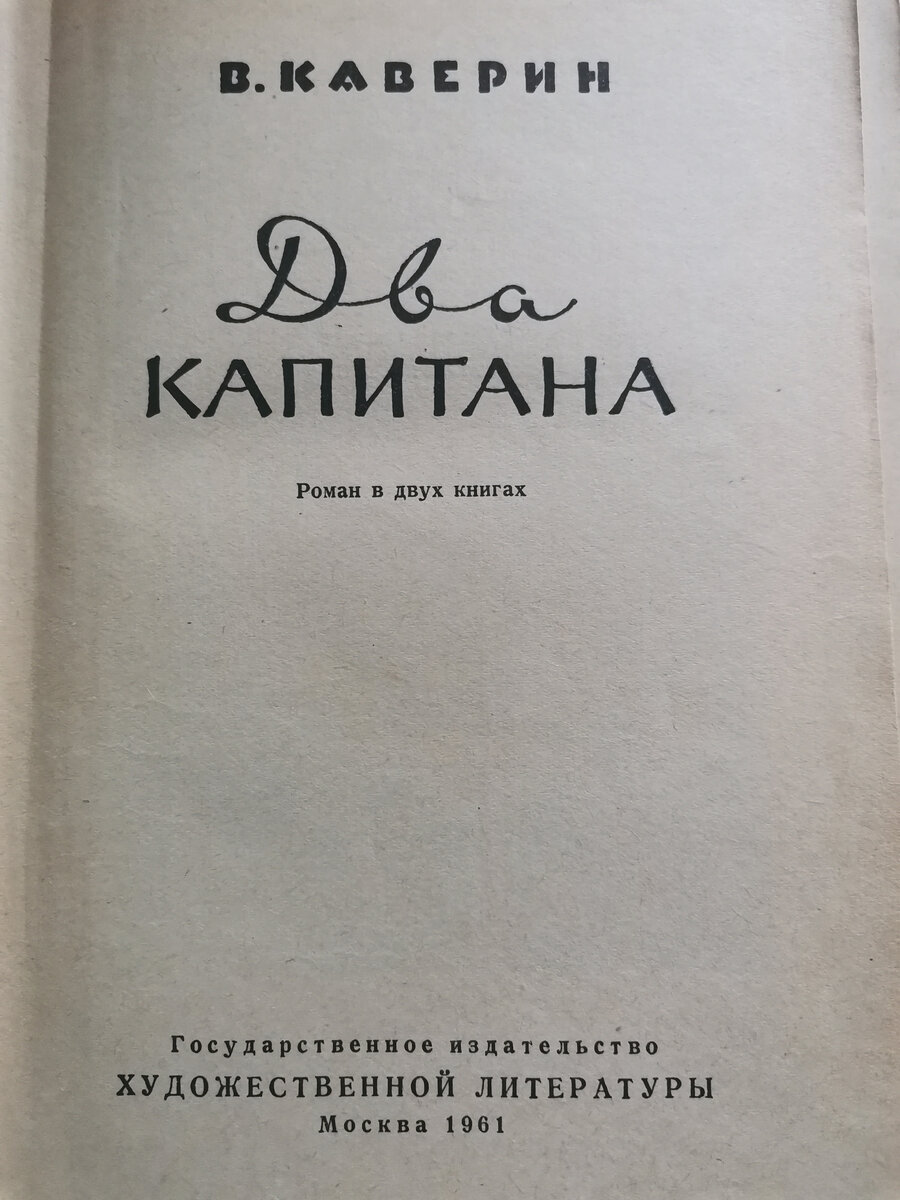 В. КАВЕРИН
Два
КАПИТАНА
Роман в двух книгах
Государственное издательство
ХУДОЖЕСТВЕННОЙ ЛИТЕРАТУРЫ
Москва 1961